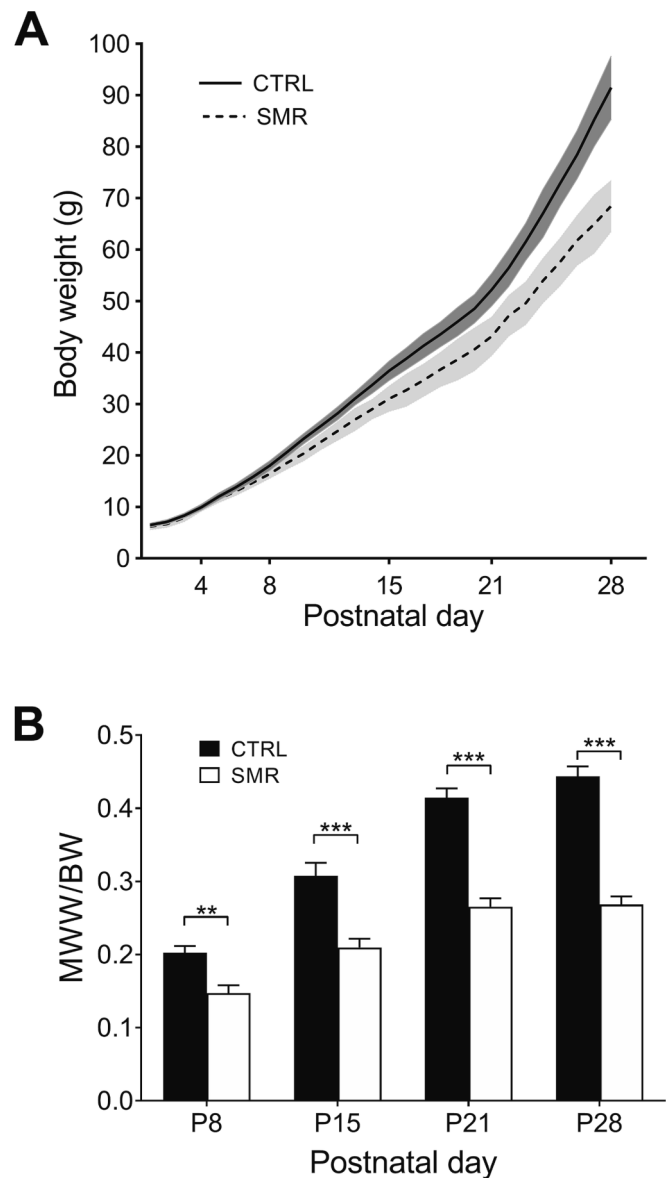 A
100
90
80
70
60
50
40
30
20
10
0
Body weight (g)
CTRL
SMR
4 8 15 21 28
Postnatal day
B
0.5
0.4
0.3
0.2
0.1
0.0
MWW/BW
CTRL
SMR
** *** *** ***
P8 P15 P21 P28
Postnatal day